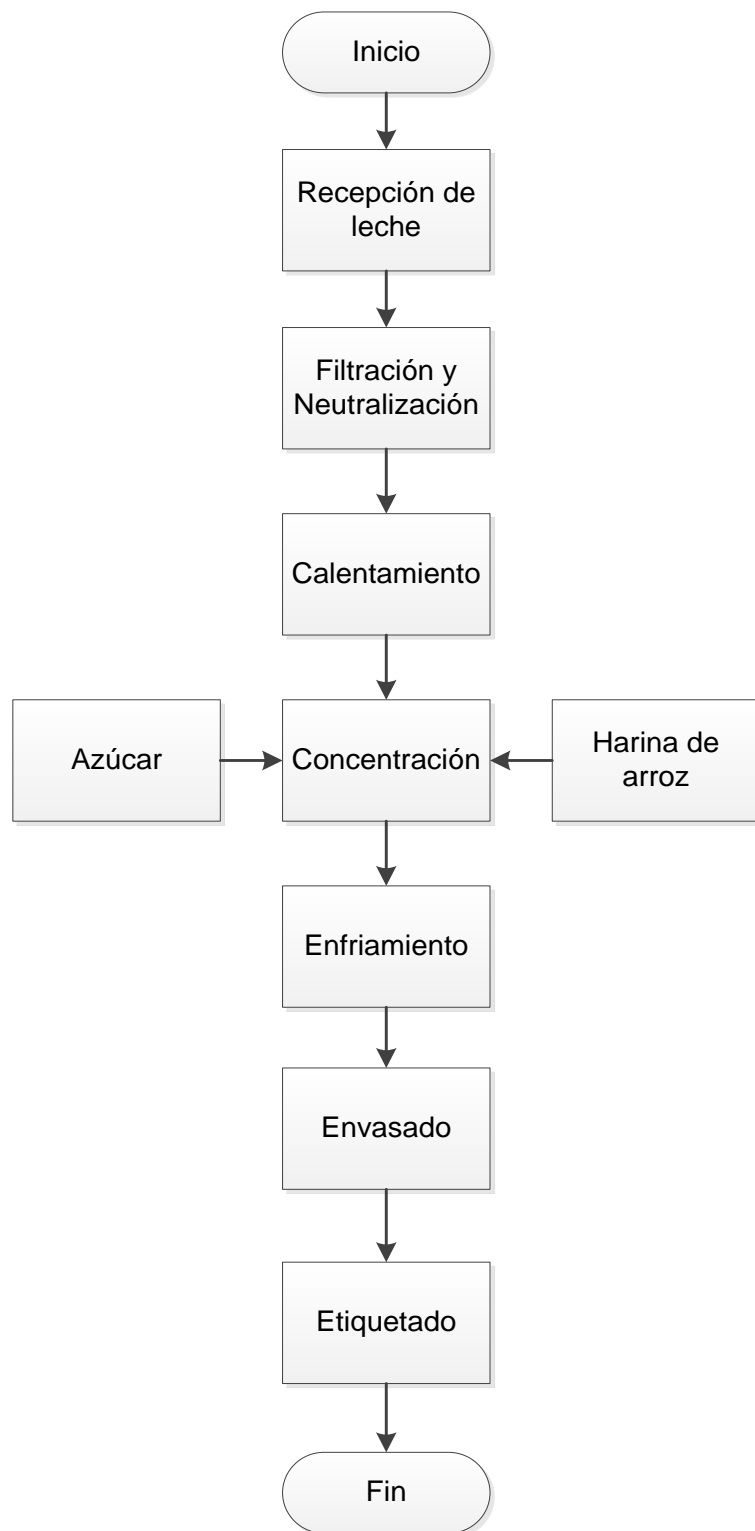 Inicio
Recepción de
leche
Filtración y
Neutralización
Calentamiento
Azúcar
Concentración
Harina de
arroz
Enfriamiento
Envasado
Etiquetado
Fin